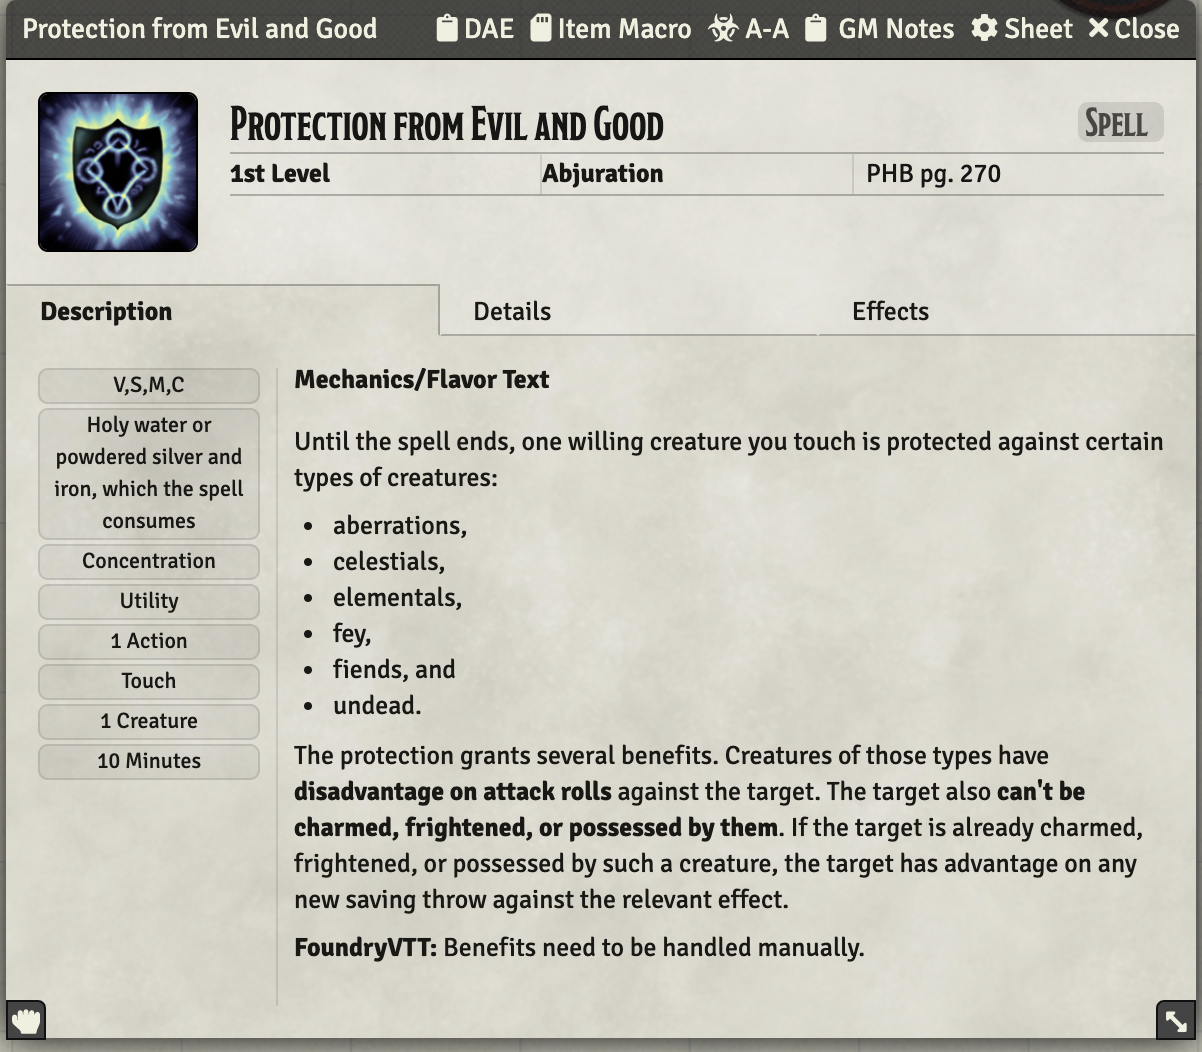 Protection from Evil and Good DAE Item Macro A-A GM Notes Sheet Close
Protection from Evil and Good
Spell
1st Level Abjuration PHB pg. 270
Description Details Effects
V,S,M,C
Holy water or
powdered silver and
iron, which the spell
consumes
Concentration
Utility
1 Action
Touch
1 Creature
10 Minutes
Mechanics/Flavor Text
Until the spell ends, one willing creature you touch is protected against certain
types of creatures:
• aberrations,
• celestials,
• elementals,
• fey,
• fiends, and
• undead.
The protection grants several benefits. Creatures of those types have
disadvantage on attack rolls against the target. The target also can't be
charmed, frightened, or possessed by them. If the target is already charmed,
frightened, or possessed by such a creature, the target has advantage on any
new saving throw against the relevant effect.
FoundryVTT: Benefits need to be handled manually.